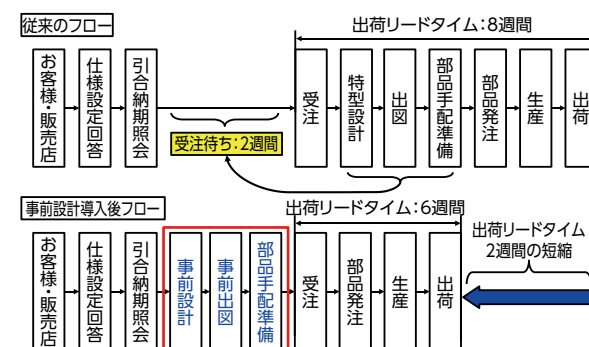 従来のフロー
出荷リードタイム：8週間
お客様・販売店
仕様設定回答
引合納期照会
受注待ち：2週間
受注
特型設計
出図
部品手配準備
部品発注
生産
出荷
事前設計導入後フロー
出荷リードタイム：6週間
お客様・販売店
仕様設定回答
引合納期照会
事前設計
事前出図
部品手配準備
受注
部品発注
生産
出荷
出荷リードタイム
2週間の短縮